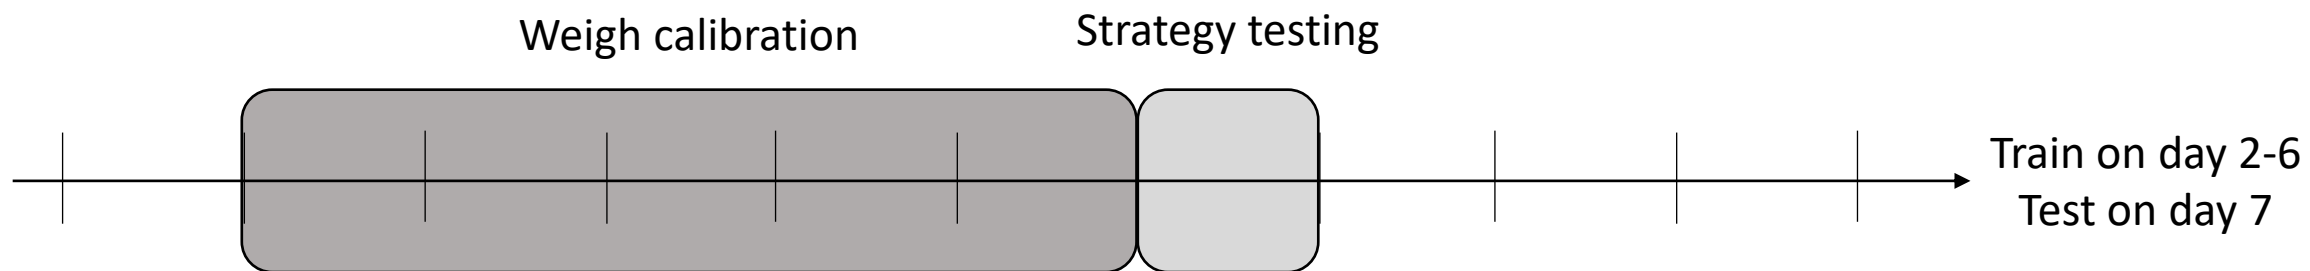 Weigh calibration
Strategy testing
Train on day 2-6
Test on day 7